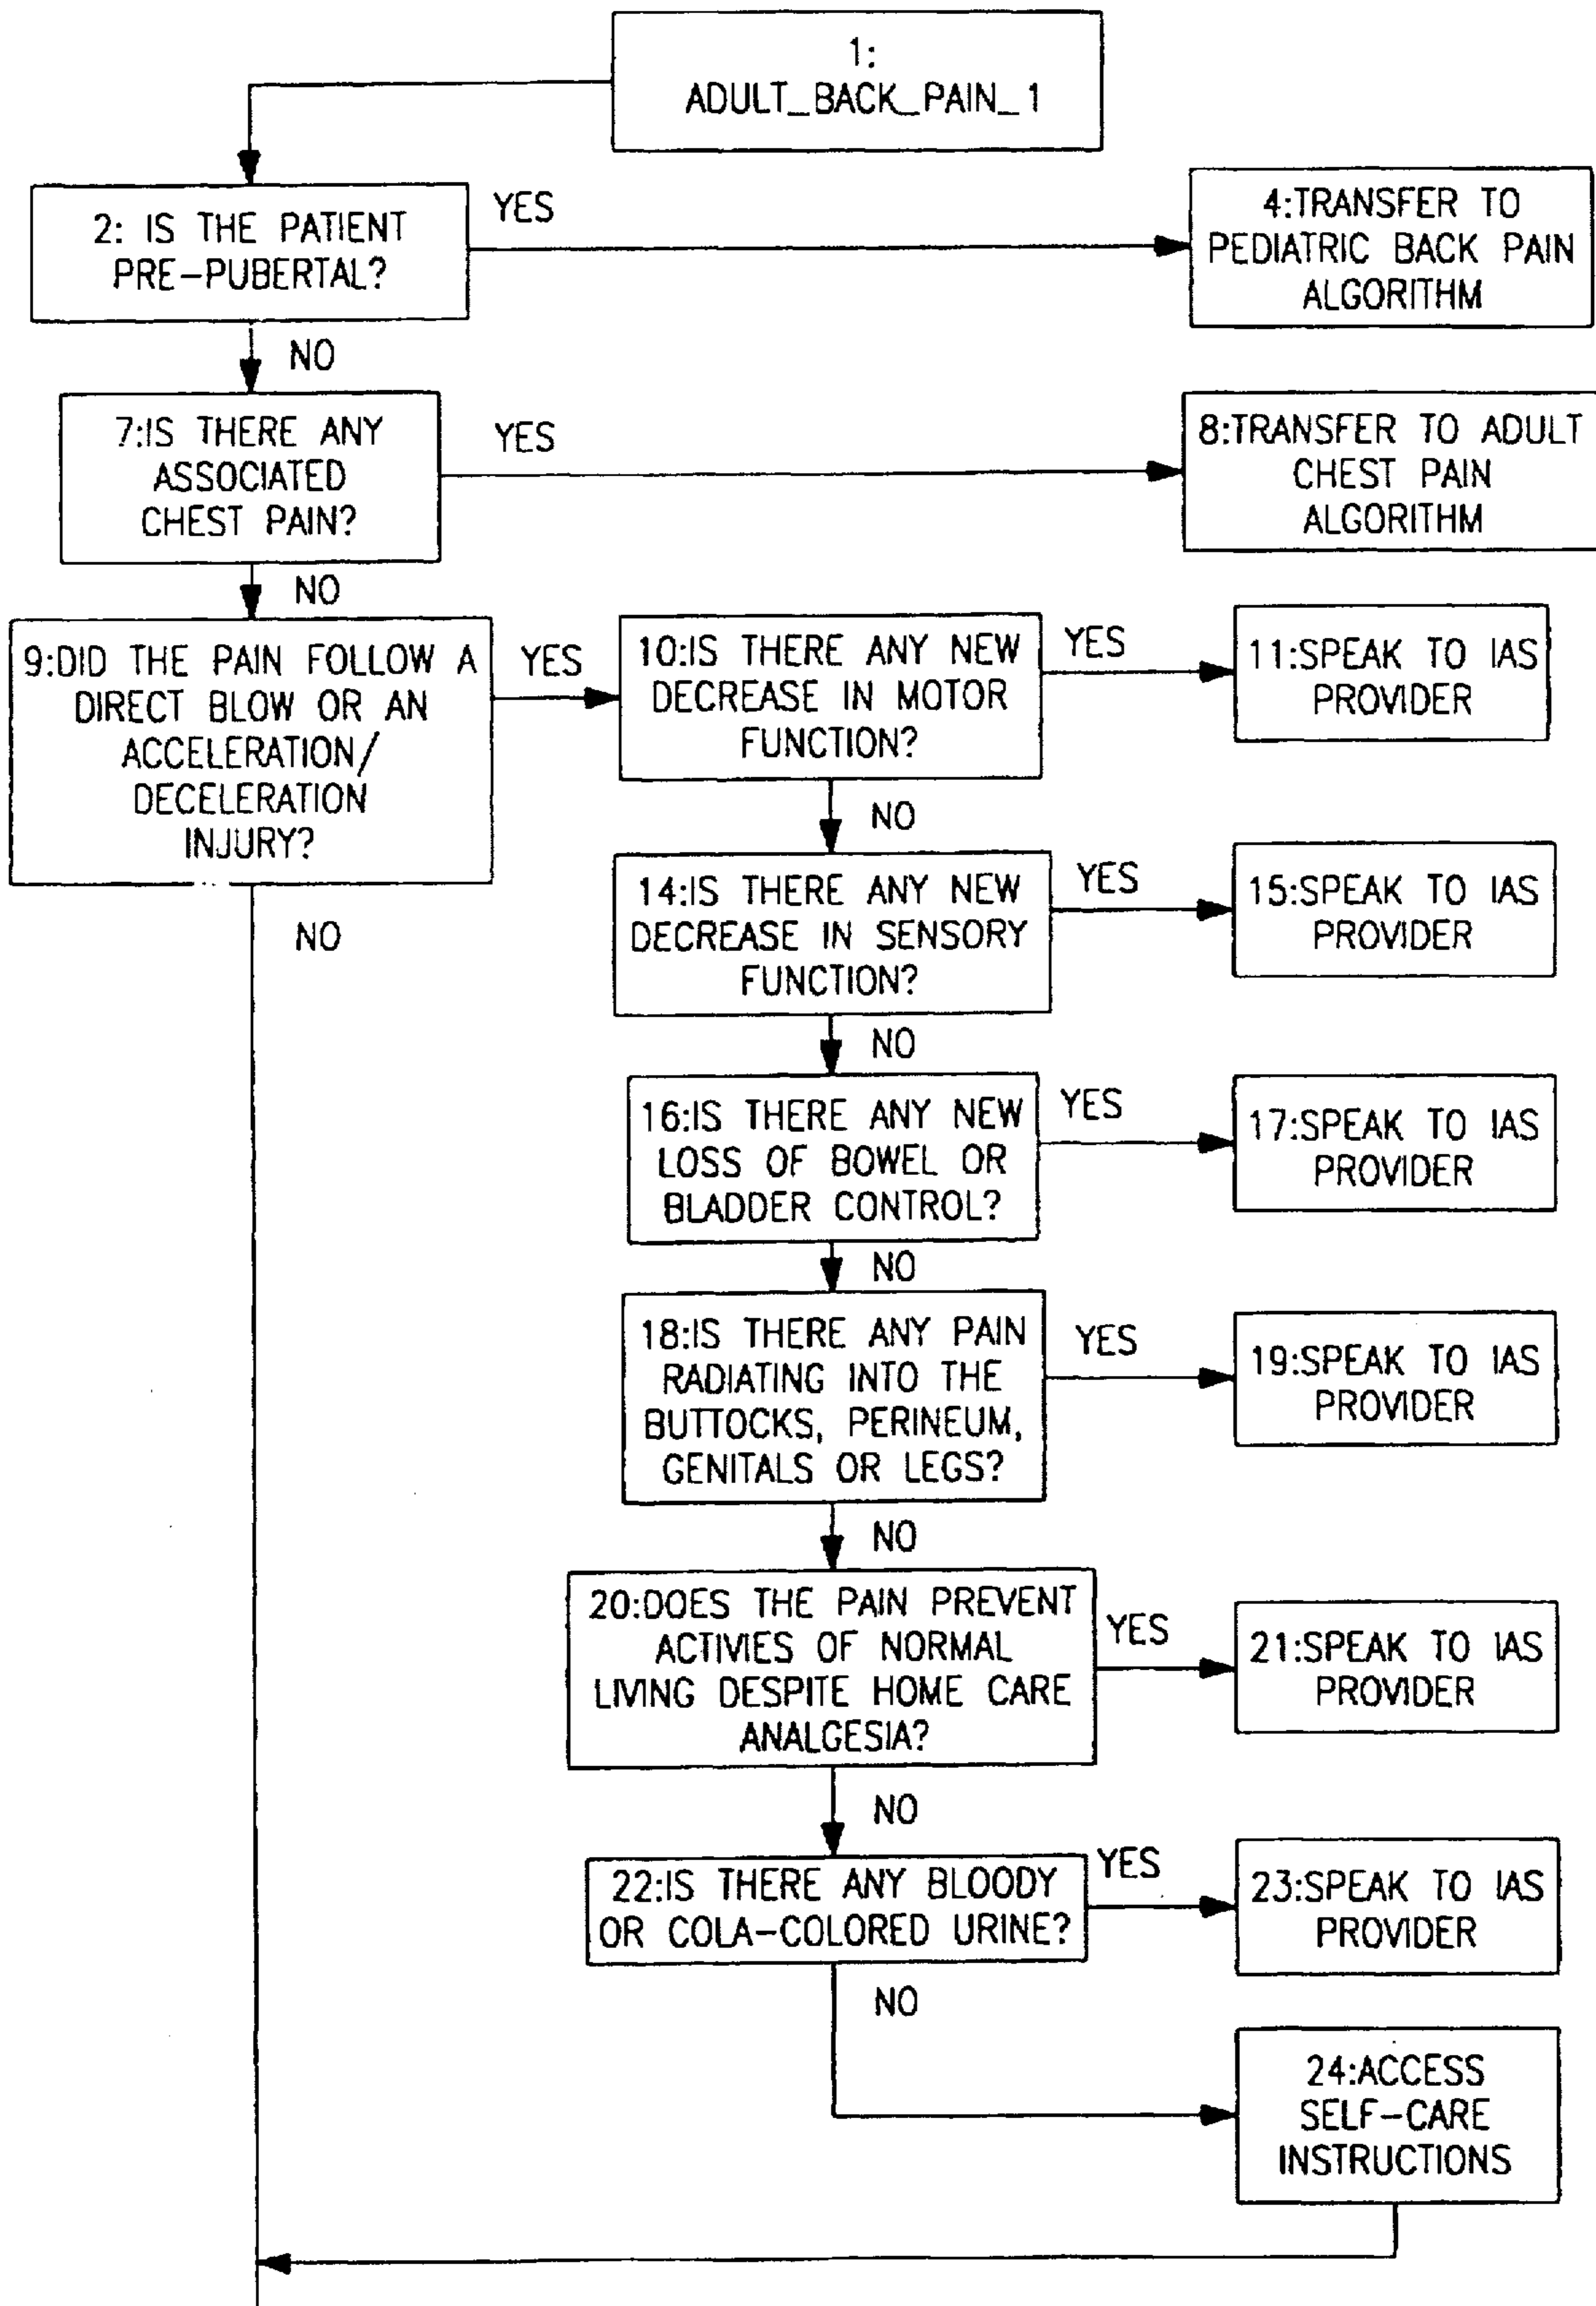 1:
ADULT_BACK_PAIN_1
2: IS THE PATIENT
PRE-PUBERTAL?
YES
4:TRANSFER TO
PEDIATRIC BACK PAIN
ALGORITHM
NO
7:IS THERE ANY
ASSOCIATED
CHEST PAIN?
YES
8:TRANSFER TO ADULT
CHEST PAIN
ALGORITHM
NO
9:DID THE PAIN FOLLOW A
DIRECT BLOW OR AN
ACCELERATION/
DECELERATION
INJURY?
YES
10:IS THERE ANY NEW
DECREASE IN MOTOR
FUNCTION?
YES
11:SPEAK TO IAS
PROVIDER
NO
NO
14:IS THERE ANY NEW
DECREASE IN SENSORY
FUNCTION?
YES
15:SPEAK TO IAS
PROVIDER
NO
16:IS THERE ANY NEW
LOSS OF BOWEL OR
BLADDER CONTROL?
YES
17:SPEAK TO IAS
PROVIDER
NO
18:IS THERE ANY PAIN
RADIATING INTO THE
BUTTOCKS, PERINEUM,
GENITALS OR LEGS?
YES
19:SPEAK TO IAS
PROVIDER
NO
20:DOES THE PAIN PREVENT
ACTIVIES OF NORMAL
LIVING DESPITE HOME CARE
ANALGESIA?
YES
21:SPEAK TO IAS
PROVIDER
NO
22:IS THERE ANY BLOODY
OR COLA-COLORED URINE?
YES
23:SPEAK TO IAS
PROVIDER
NO
24:ACCESS
SELF-CARE
INSTRUCTIONS